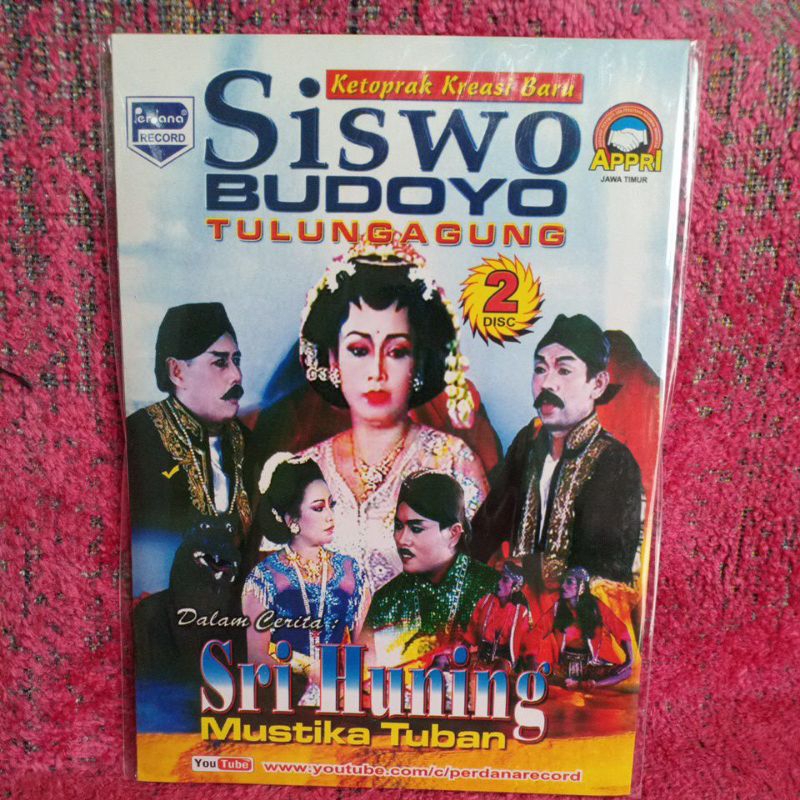 Ketoprak Kreasi Baru
Perdana®
RECORD
Siswo
BUDOYO
TULUNGAGUNG
APPRI
JAWA TIMUR
2
DISC
Dalam Cerita :
Sri Huning
Mustika Tuban
YouTube www.youtube.com/c/perdanarecord